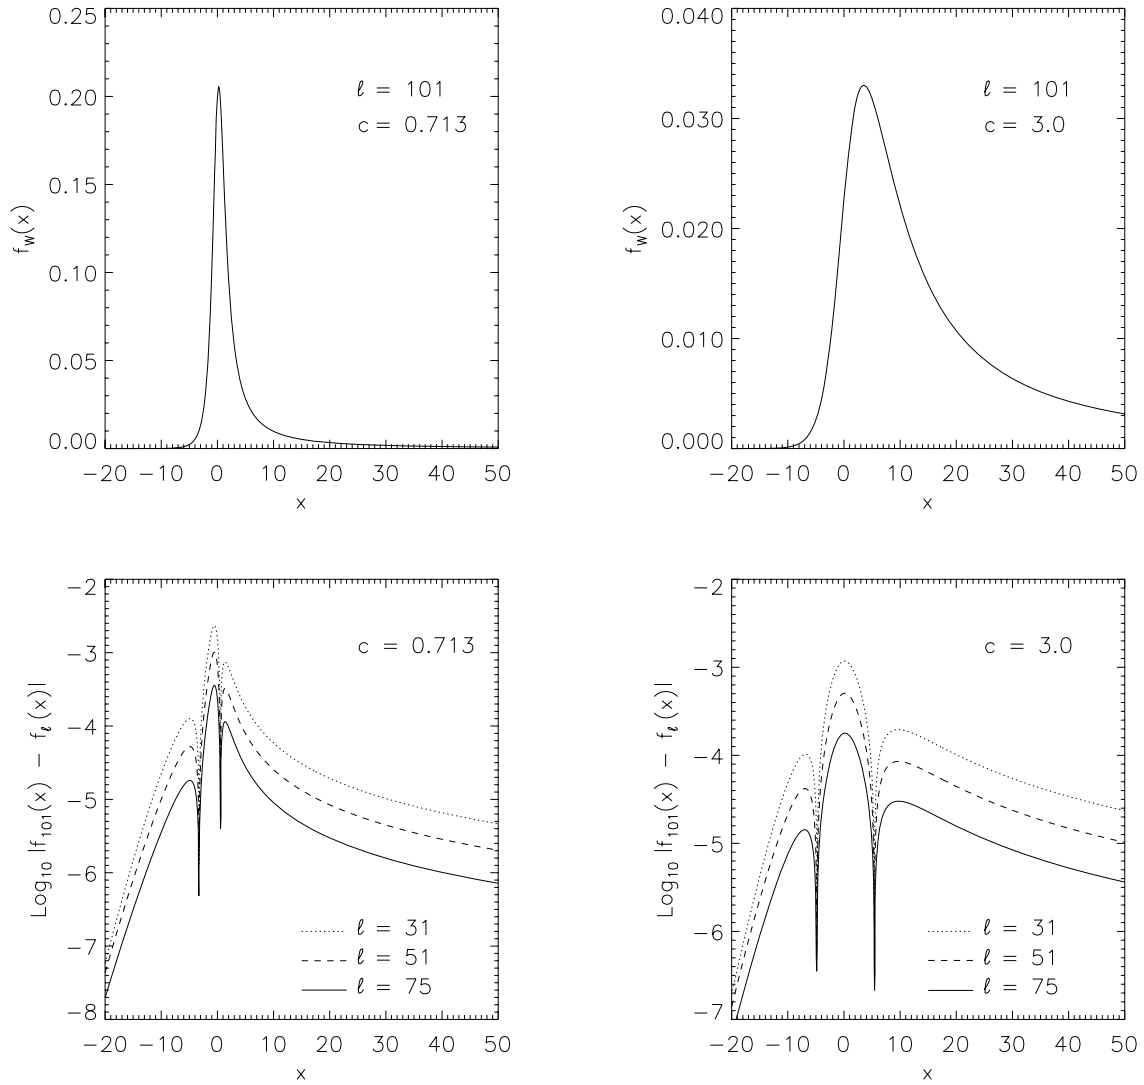 0.25
0.20
0.15
0.10
0.05
0.00
f_w(x)
ℓ = 101
c = 0.713
−20 −10 0 10 20 30 40 50
x
0.040
0.030
0.020
0.010
0.000
f_w(x)
ℓ = 101
c = 3.0
−20 −10 0 10 20 30 40 50
x
−2
−3
−4
−5
−6
−7
−8
Log₁₀ |f₁₀₁(x) − f_ℓ(x)|
c = 0.713
ℓ = 31
ℓ = 51
ℓ = 75
−20 −10 0 10 20 30 40 50
x
−2
−3
−4
−5
−6
−7
Log₁₀ |f₁₀₁(x) − f_ℓ(x)|
c = 3.0
ℓ = 31
ℓ = 51
ℓ = 75
−20 −10 0 10 20 30 40 50
x